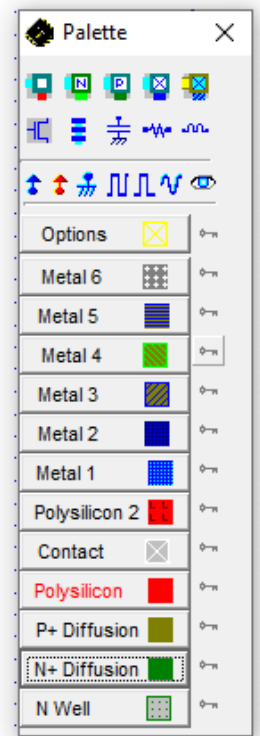 Palette
N
P
Options
Metal 6
Metal 5
Metal 4
Metal 3
Metal 2
Metal 1
Polysilicon 2
Contact
Polysilicon
P+ Diffusion
N+ Diffusion
N Well